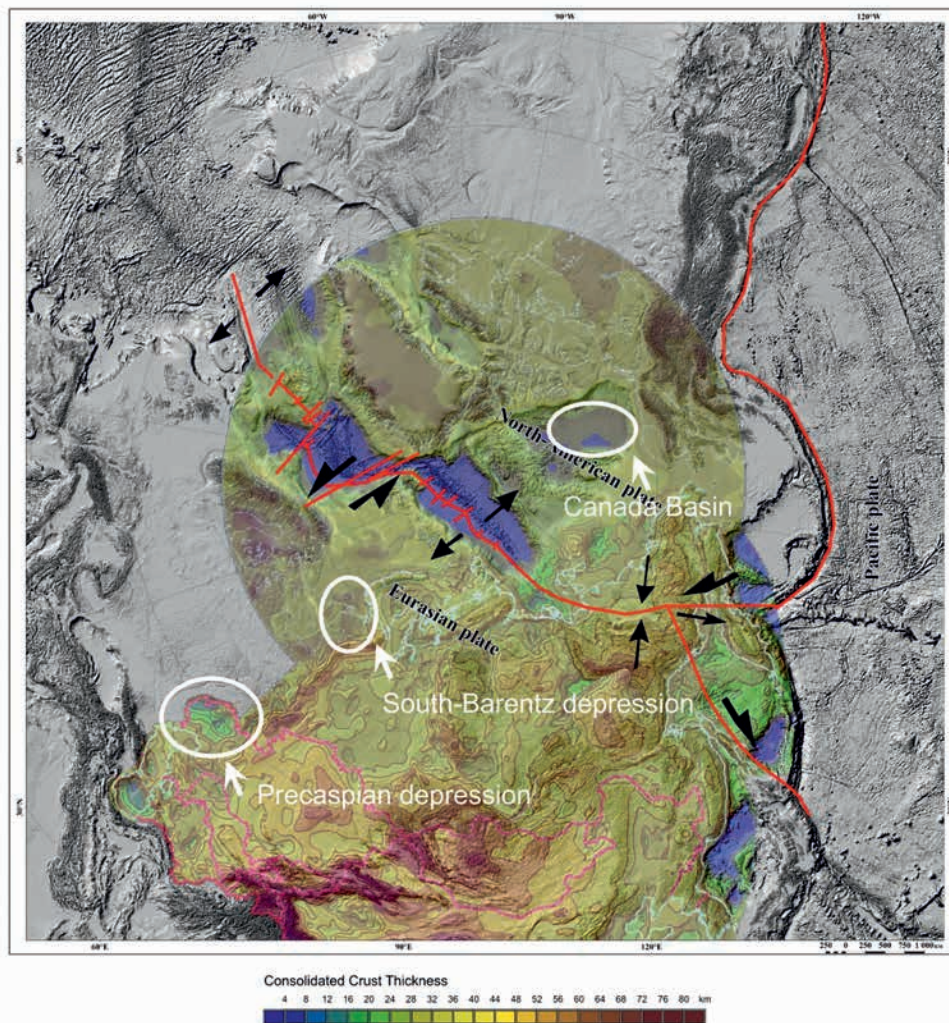 60°W 90°W 120°W
30°N
North-American plate
Canada Basin
Pacific plate
Eurasian plate
South-Barentz depression
Precaspian depression
30°N
60°E 90°E 120°E
250 0 250 500 750 1 000 км
Consolidated Crust Thickness
4 8 12 16 20 24 28 32 36 40 44 48 52 56 60 64 68 72 76 80 km